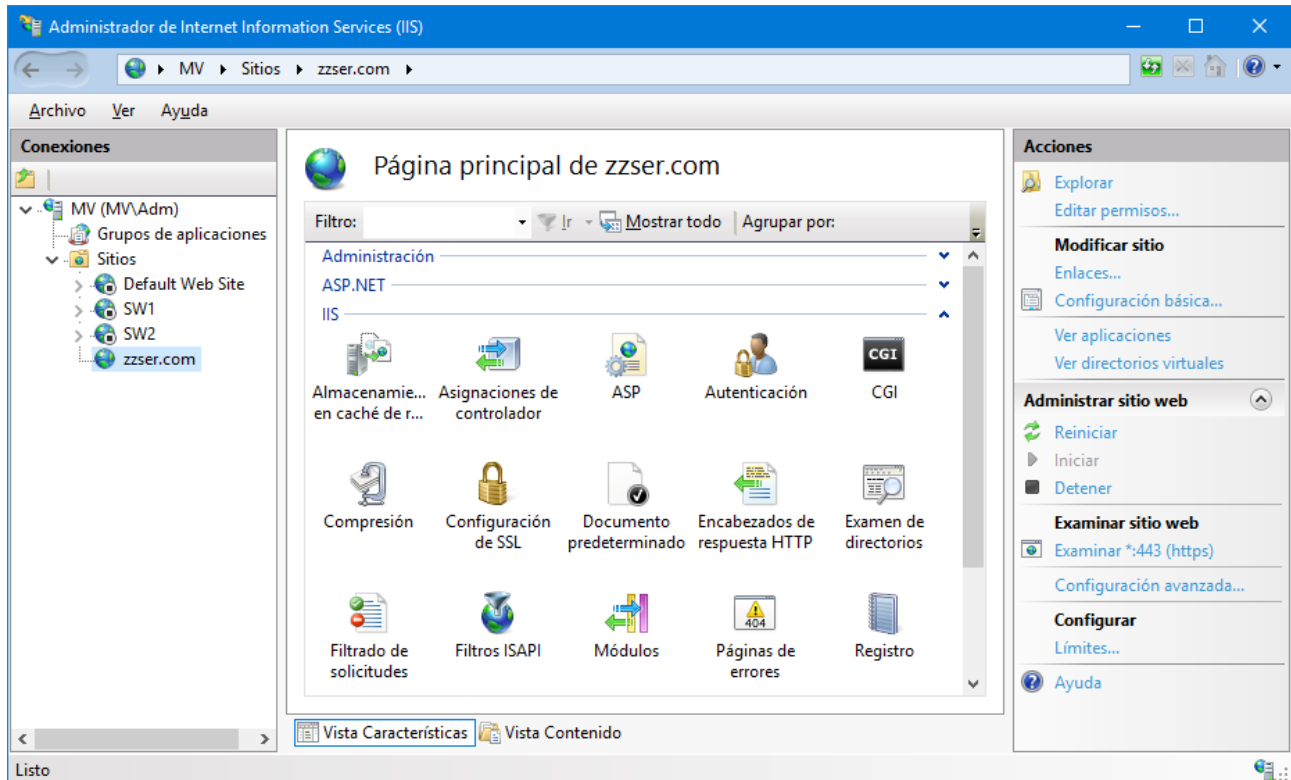 Administrador de Internet Information Services (IIS)
MV Sitios zzser.com
Archivo Ver Ayuda
Conexiones
MV (MV\Adm)
Grupos de aplicaciones
Sitios
Default Web Site
SW1
SW2
zzser.com
Página principal de zzser.com
Filtro: Ir Mostrar todo Agrupar por:
Administración
ASP.NET
IIS
Almacenamie... Asignaciones de ASP Autenticación CGI
en caché de r... controlador
CGI
Compresión Configuración Documento Encabezados de Examen de
de SSL predeterminado respuesta HTTP directorios
404
Filtrado de Filtros ISAPI Módulos Páginas de Registro
solicitudes errores
Vista Características Vista Contenido
Acciones
Explorar
Editar permisos...
Modificar sitio
Enlaces...
Configuración básica...
Ver aplicaciones
Ver directorios virtuales
Administrar sitio web
Reiniciar
Iniciar
Detener
Examinar sitio web
Examinar *:443 (https)
Configuración avanzada...
Configurar
Límites...
Ayuda
Listo